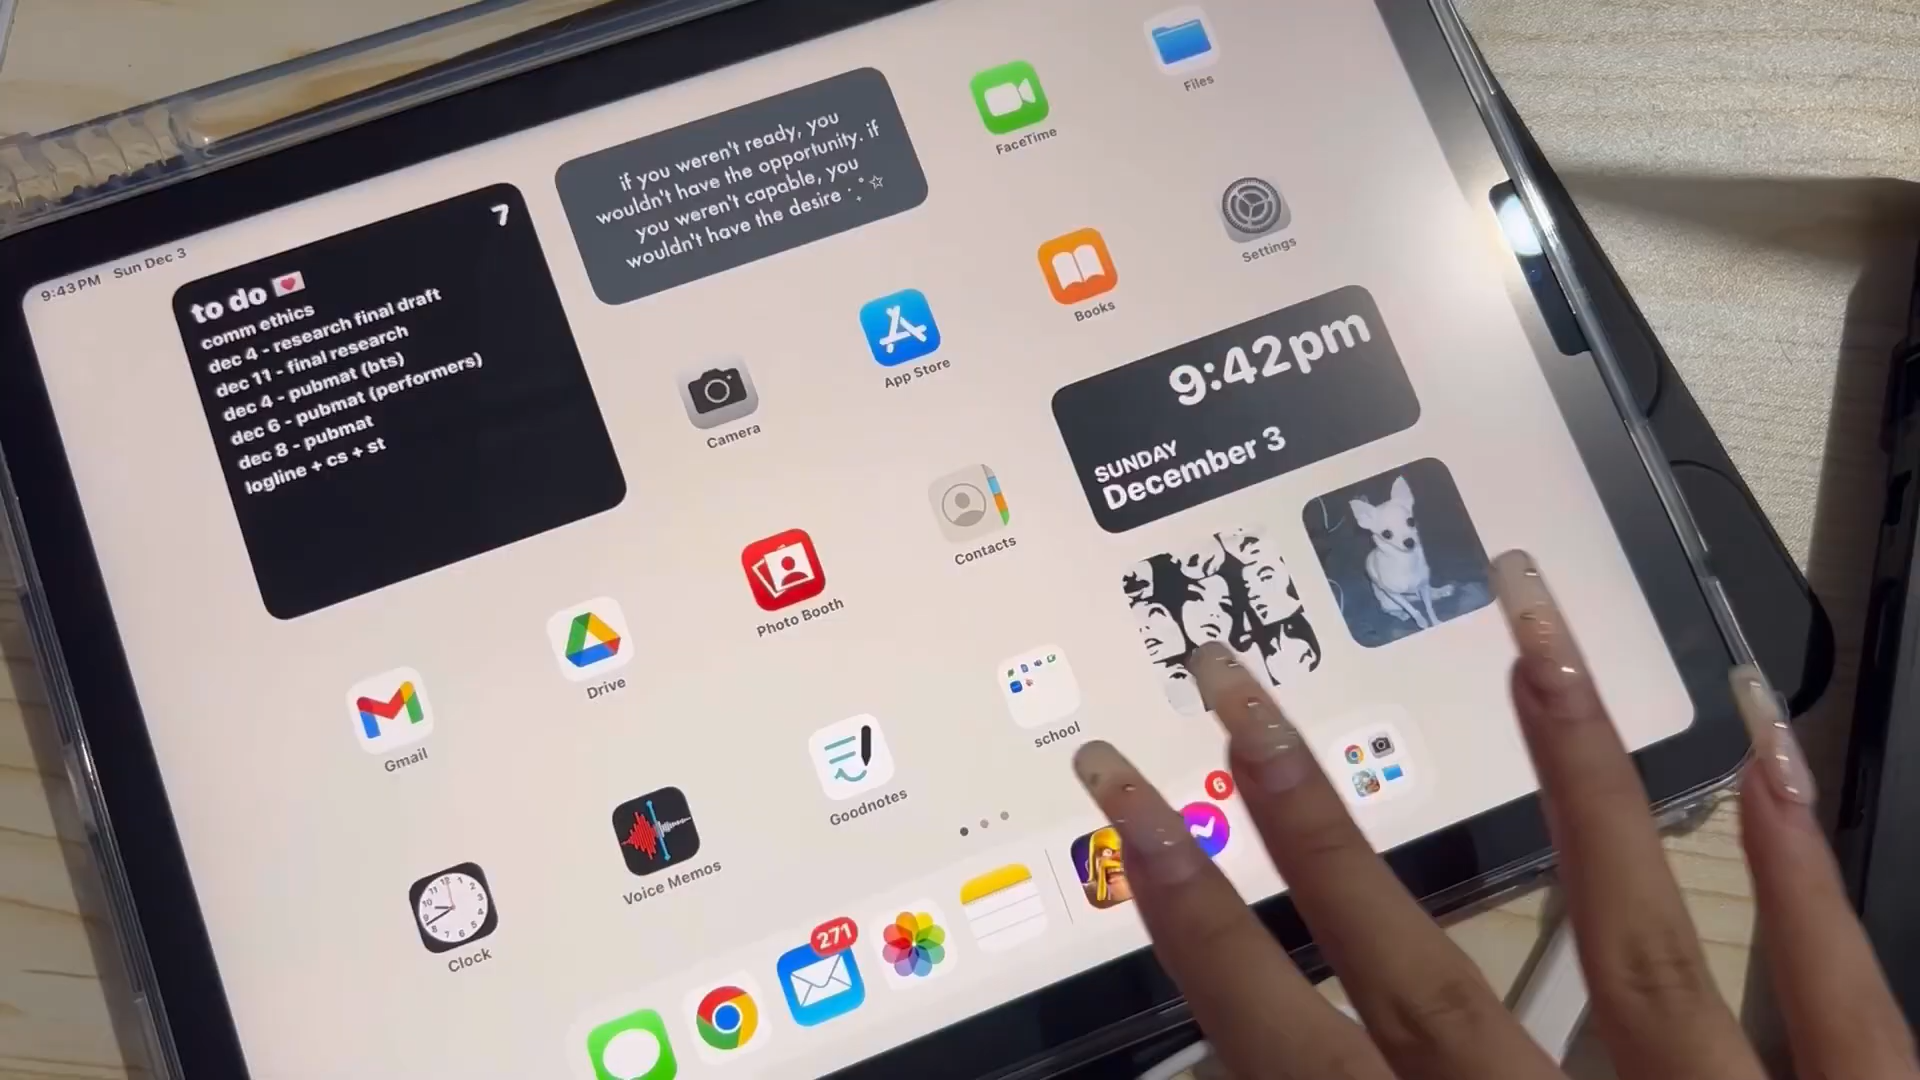 9:43 PM Sun Dec 3
7
to do
comm ethics
dec 4 - research final draft
dec 11 - final research
dec 4 - pubmat (bts)
dec 6 - pubmat (performers)
dec 8 - pubmat
logline + cs + st
if you weren't ready, you
wouldn't have the opportunity. if
you weren't capable, you
wouldn't have the desire
FaceTime
Files
Camera
App Store
Books
Settings
9:42pm
SUNDAY
December 3
Gmail
Drive
Photo Booth
Contacts
Clock
Voice Memos
Goodnotes
school
271
6